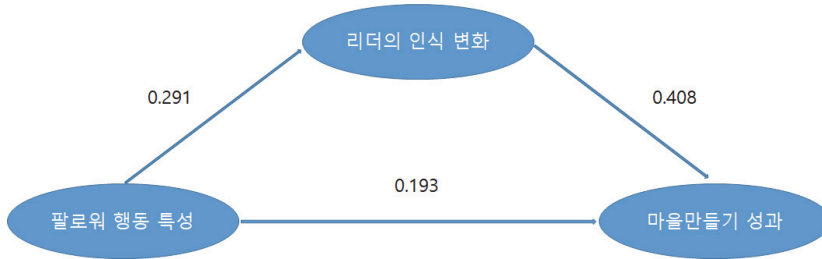 리더의 인식 변화
0.291
0.408
0.193
팔로워 행동 특성
마을만들기 성과